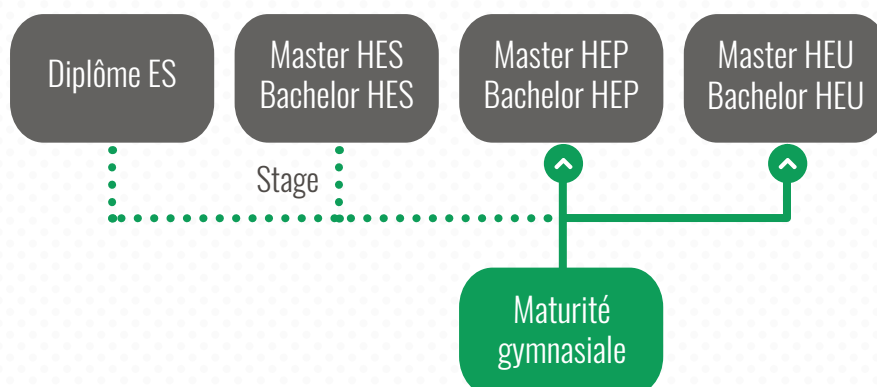 Diplôme ES
Master HES
Bachelor HES
Master HEP
Bachelor HEP
Master HEU
Bachelor HEU
Stage
Maturité
gymnasiale